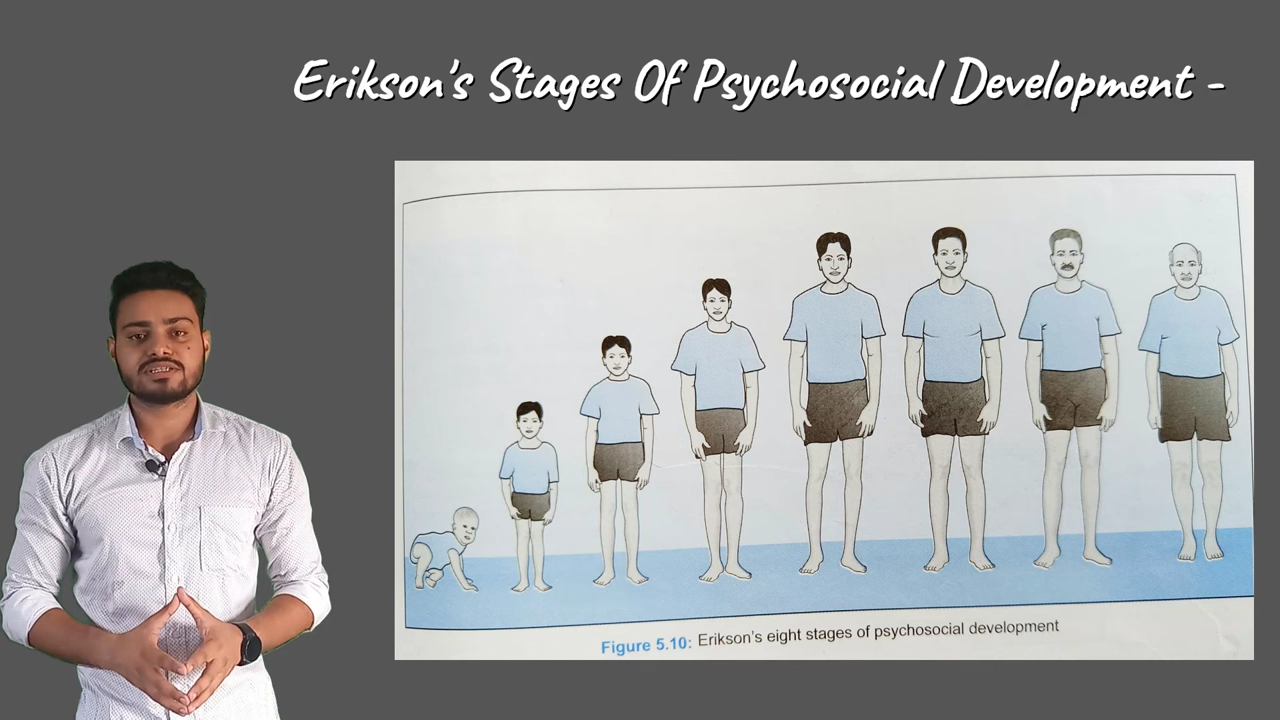 Erikson's Stages Of Psychosocial Development -
Figure 5.10: Erikson's eight stages of psychosocial development